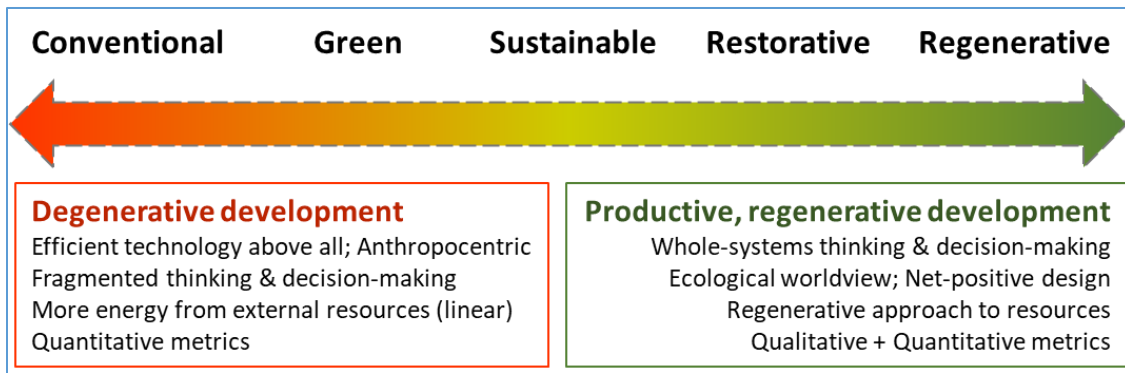 Conventional Green Sustainable Restorative Regenerative
Degenerative development
Efficient technology above all; Anthropocentric
Fragmented thinking & decision-making
More energy from external resources (linear)
Quantitative metrics
Productive, regenerative development
Whole-systems thinking & decision-making
Ecological worldview; Net-positive design
Regenerative approach to resources
Qualitative + Quantitative metrics